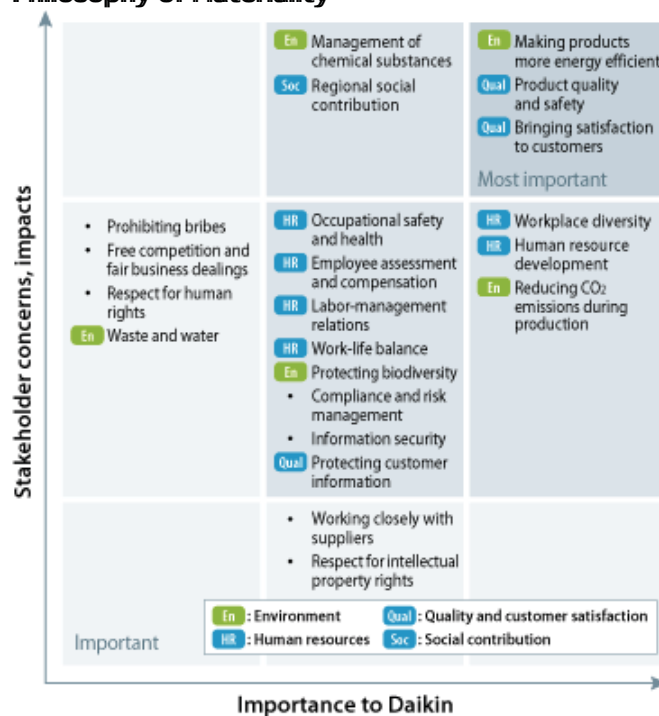 Philosophy of Materiality
Stakeholder concerns, impacts
En Management of
chemical substances
Soc Regional social
contribution
En Making products
more energy efficient
Qual Product quality
and safety
Qual Bringing satisfaction
to customers
Most important
• Prohibiting bribes
• Free competition and
fair business dealings
• Respect for human
rights
En Waste and water
HR Occupational safety
and health
HR Employee assessment
and compensation
HR Labor-management
relations
HR Work-life balance
En Protecting biodiversity
• Compliance and risk
management
• Information security
Qual Protecting customer
information
HR Workplace diversity
HR Human resource
development
En Reducing CO₂
emissions during
production
• Working closely with
suppliers
• Respect for intellectual
property rights
Important
En : Environment
Qual : Quality and customer satisfaction
HR : Human resources
Soc : Social contribution
Importance to Daikin